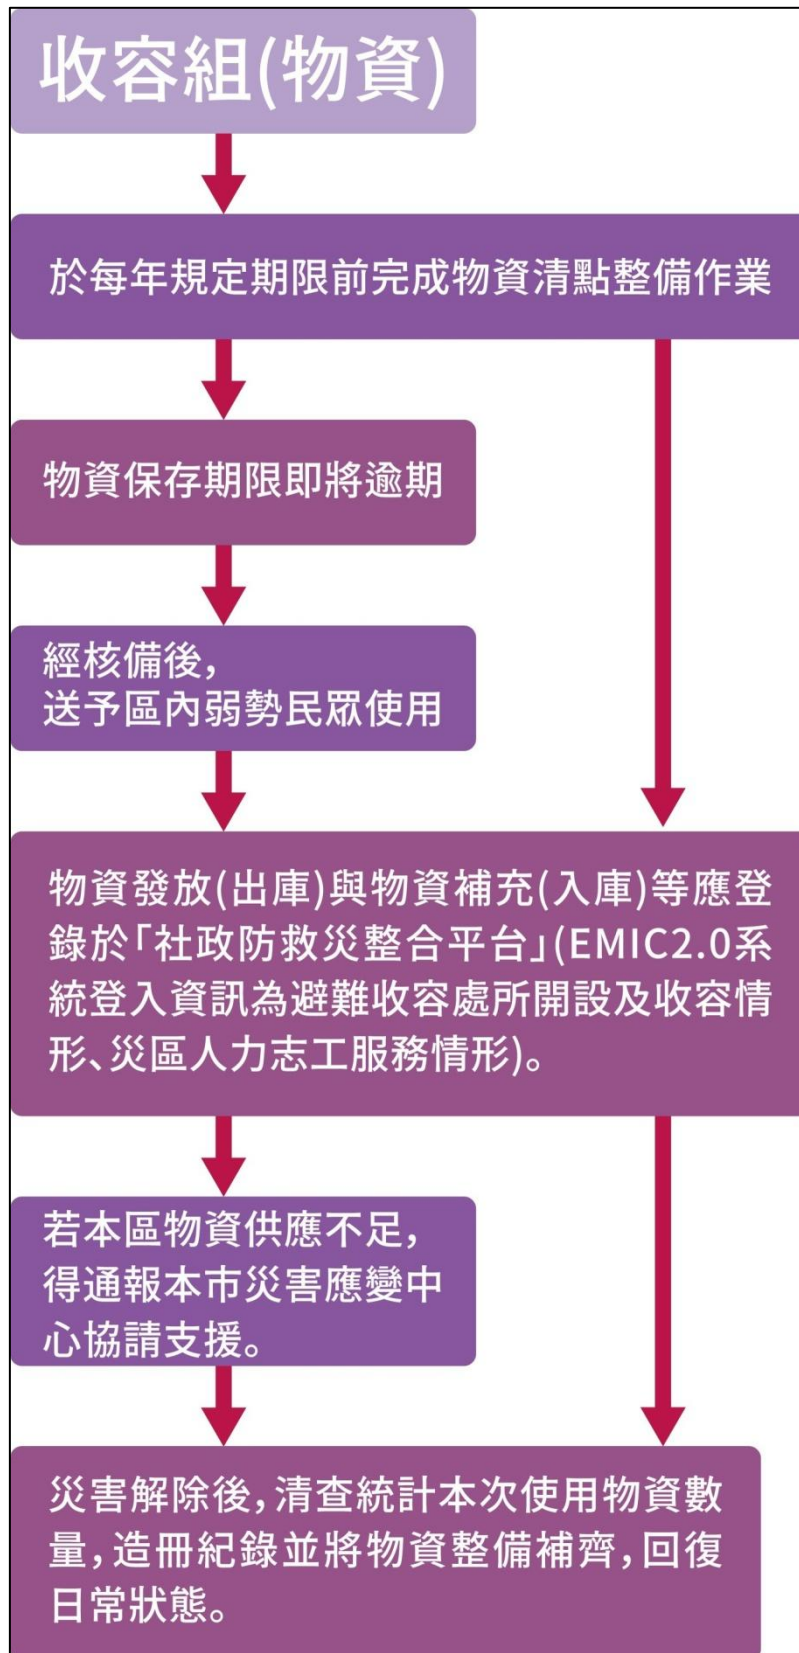 收容組(物資)
於每年規定期限前完成物資清點整備作業
物資保存期限即將逾期
經核備後，
送予區內弱勢民眾使用
物資發放(出庫)與物資補充(入庫)等應登
錄於「社政防救災整合平台」(EMIC2.0系
統登入資訊為避難收容處所開設及收容情
形、災區人力志工服務情形)。
若本區物資供應不足，
得通報本市災害應變中
心協請支援。
災害解除後，清查統計本次使用物資數
量，造冊紀錄並將物資整備補齊，回復
日常狀態。